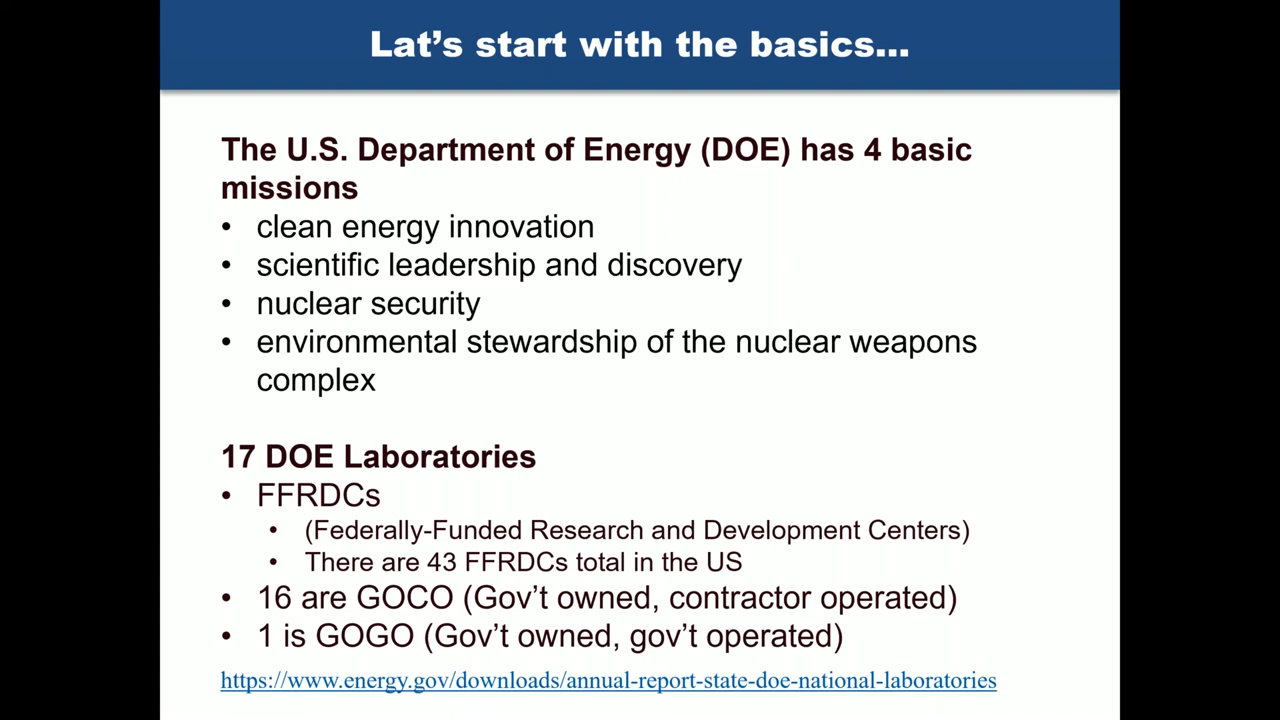 Lat’s start with the basics...
The U.S. Department of Energy (DOE) has 4 basic
missions
• clean energy innovation
• scientific leadership and discovery
• nuclear security
• environmental stewardship of the nuclear weapons
complex
17 DOE Laboratories
• FFRDCs
• (Federally-Funded Research and Development Centers)
• There are 43 FFRDCs total in the US
• 16 are GOCO (Gov’t owned, contractor operated)
• 1 is GOGO (Gov’t owned, gov’t operated)
https://www.energy.gov/downloads/annual-report-state-doe-national-laboratories